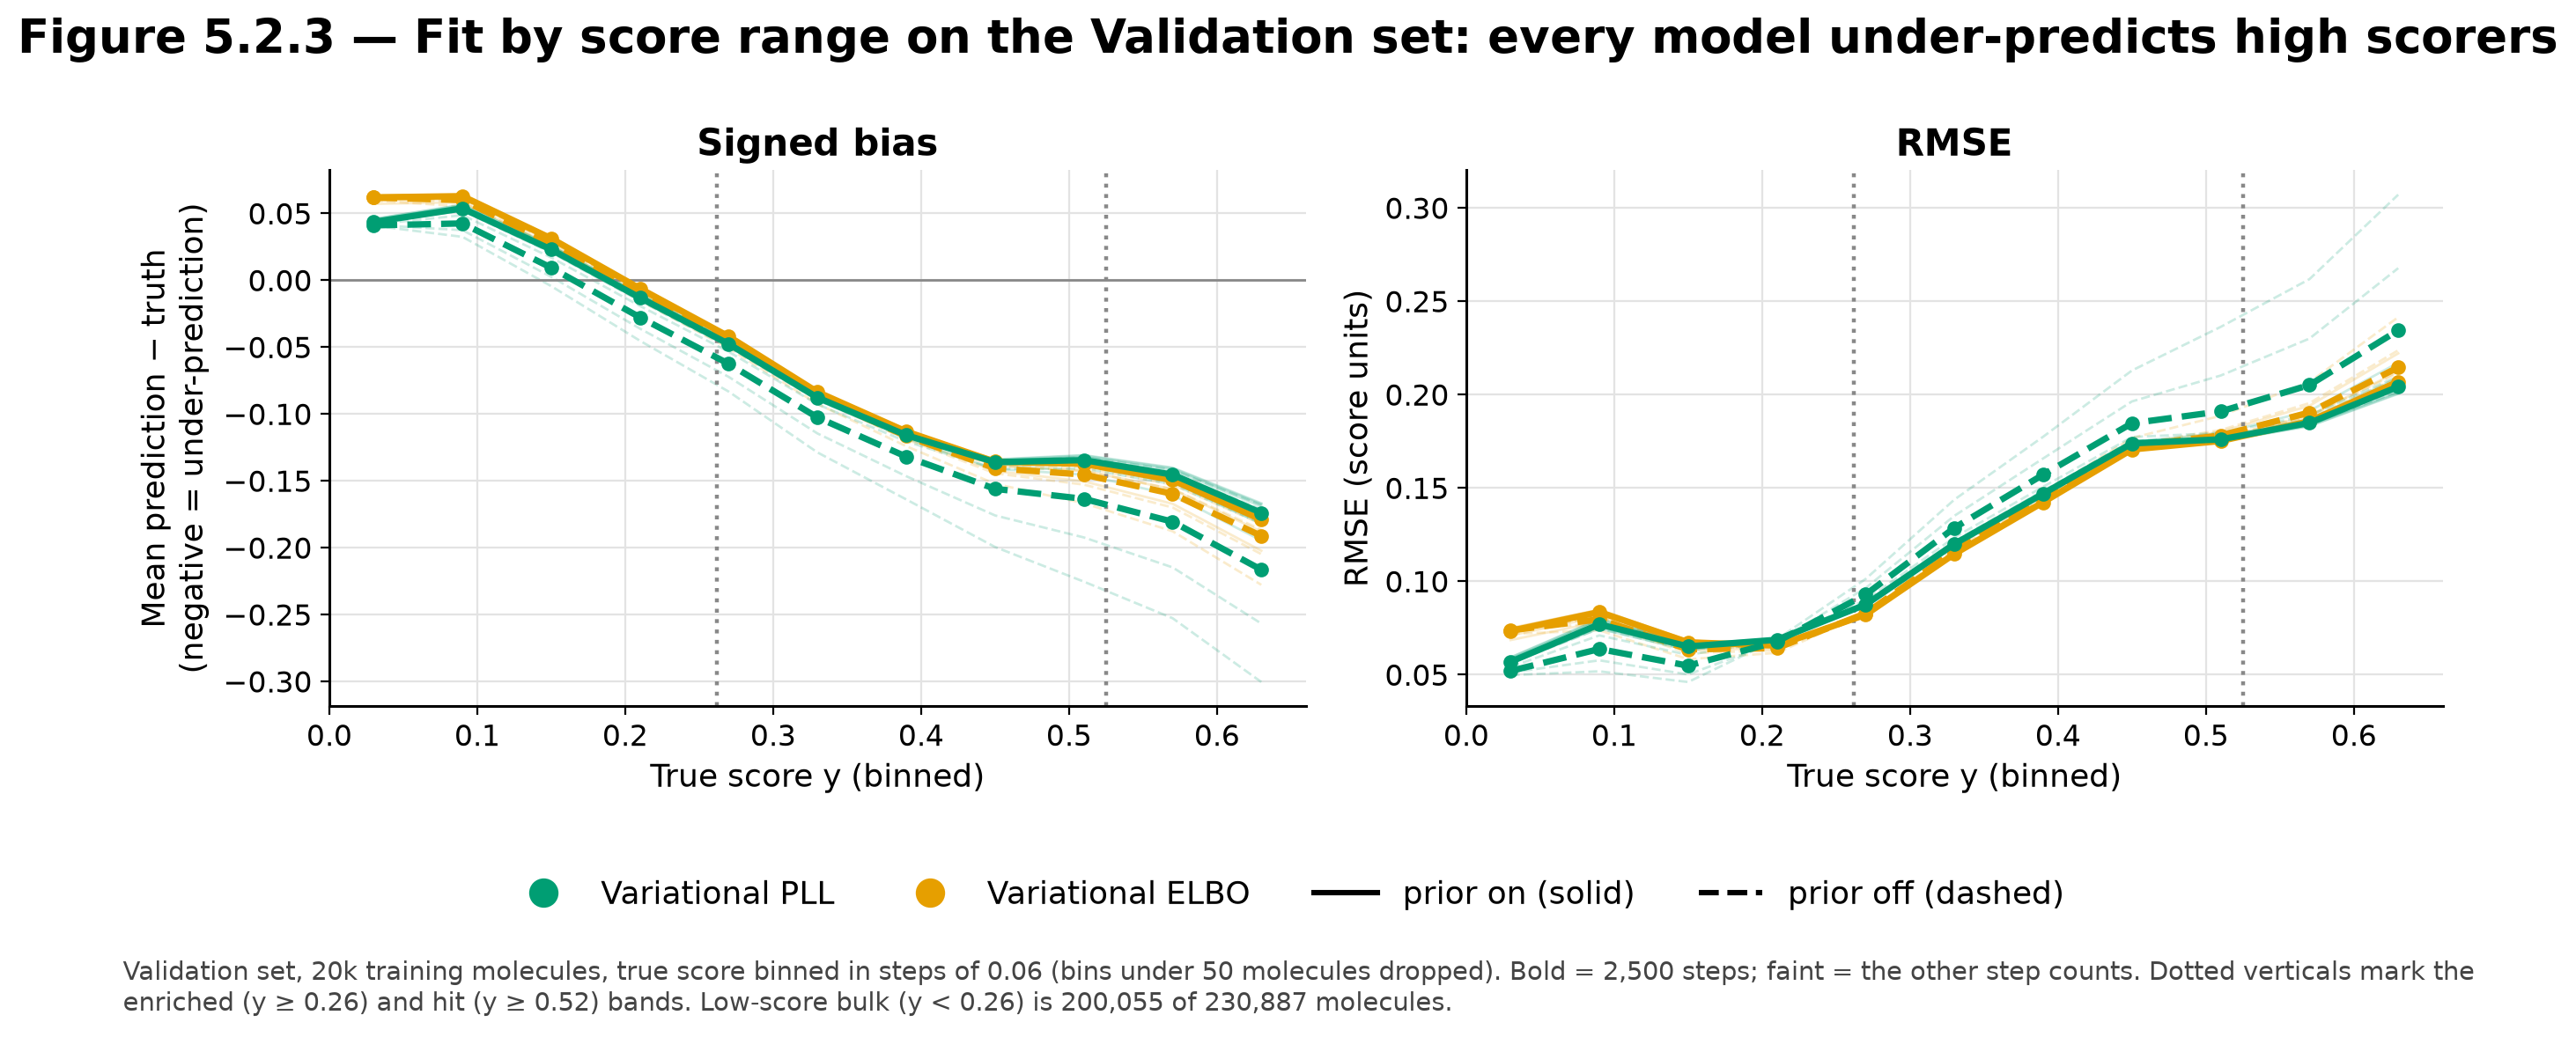 Figure 5.2.3 — Fit by score range on the Validation set: every model under-predicts high scorers
Signed bias
Mean prediction − truth
(negative = under-prediction)
0.05
0.00
−0.05
−0.10
−0.15
−0.20
−0.25
−0.30
0.0 0.1 0.2 0.3 0.4 0.5 0.6
True score y (binned)
RMSE
RMSE (score units)
0.30
0.25
0.20
0.15
0.10
0.05
0.0 0.1 0.2 0.3 0.4 0.5 0.6
True score y (binned)
Variational PLL Variational ELBO prior on (solid) prior off (dashed)
Validation set, 20k training molecules, true score binned in steps of 0.06 (bins under 50 molecules dropped). Bold = 2,500 steps; faint = the other step counts. Dotted verticals mark the
enriched (y ≥ 0.26) and hit (y ≥ 0.52) bands. Low-score bulk (y < 0.26) is 200,055 of 230,887 molecules.